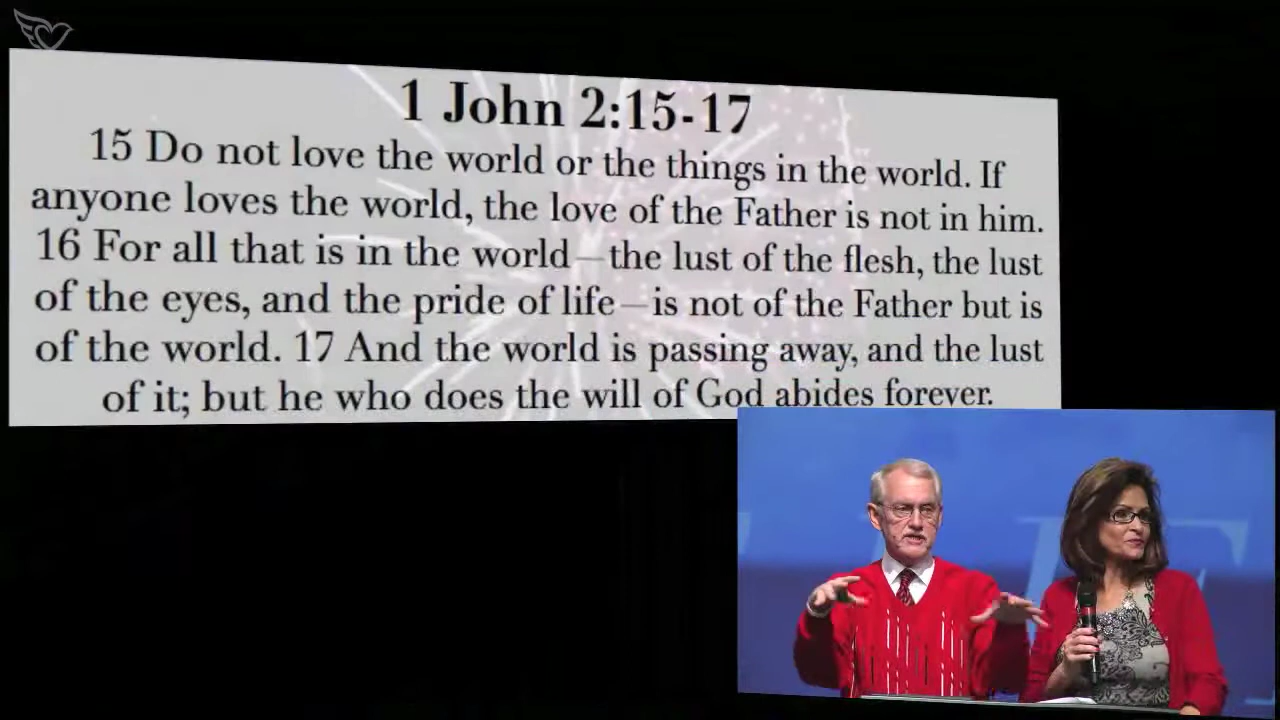 1 John 2:15-17
15 Do not love the world or the things in the world. If
anyone loves the world, the love of the Father is not in him.
16 For all that is in the world—the lust of the flesh, the lust
of the eyes, and the pride of life—is not of the Father but is
of the world. 17 And the world is passing away, and the lust
of it; but he who does the will of God abides forever.